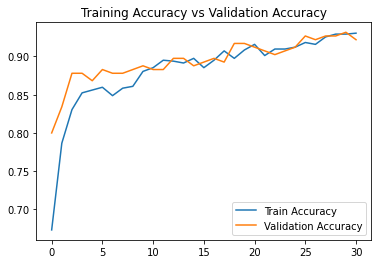 Training Accuracy vs Validation Accuracy
0.90
0.85
0.80
0.75
0.70
Train Accuracy
Validation Accuracy
0 5 10 15 20 25 30